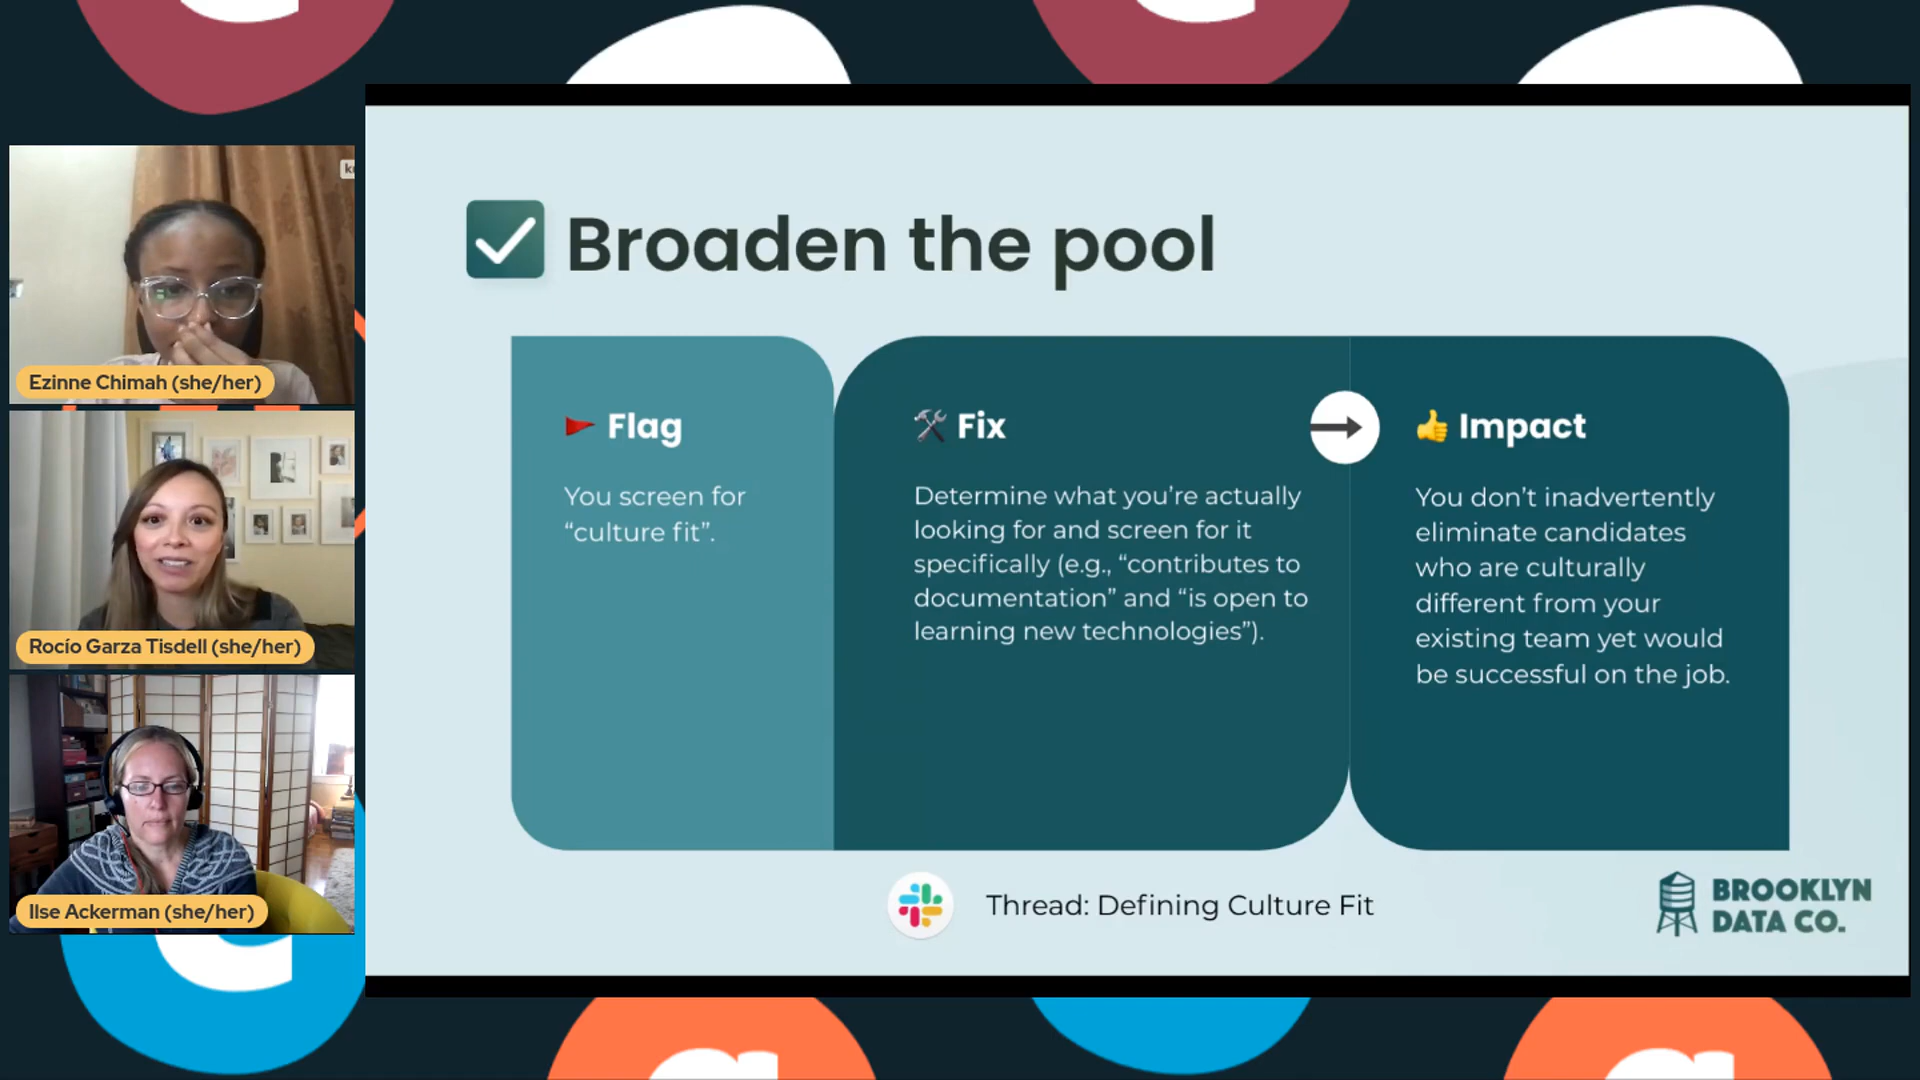 Ezinne Chimah (she/her)
Rocío Garza Tisdell (she/her)
Ilse Ackerman (she/her)
Broaden the pool
Flag
You screen for
“culture fit”.
Fix
Determine what you’re actually
looking for and screen for it
specifically (e.g., “contributes to
documentation” and “is open to
learning new technologies”).
Impact
You don’t inadvertently
eliminate candidates
who are culturally
different from your
existing team yet would
be successful on the job.
Thread: Defining Culture Fit
BROOKLYN
DATA CO.